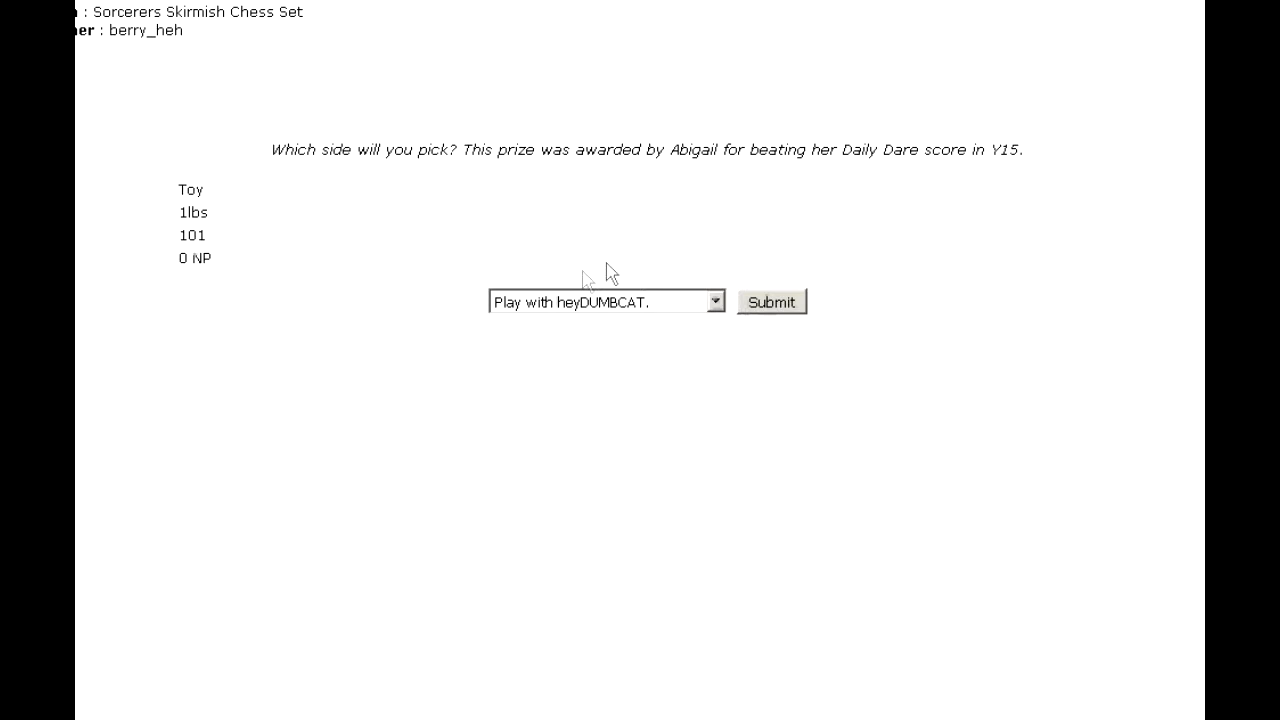 : Sorcerers Skirmish Chess Set
er : berry_heh
Which side will you pick? This prize was awarded by Abigail for beating her Daily Dare score in Y15.
Toy
1lbs
101
0 NP
Play with heyDUMBCAT.
Submit